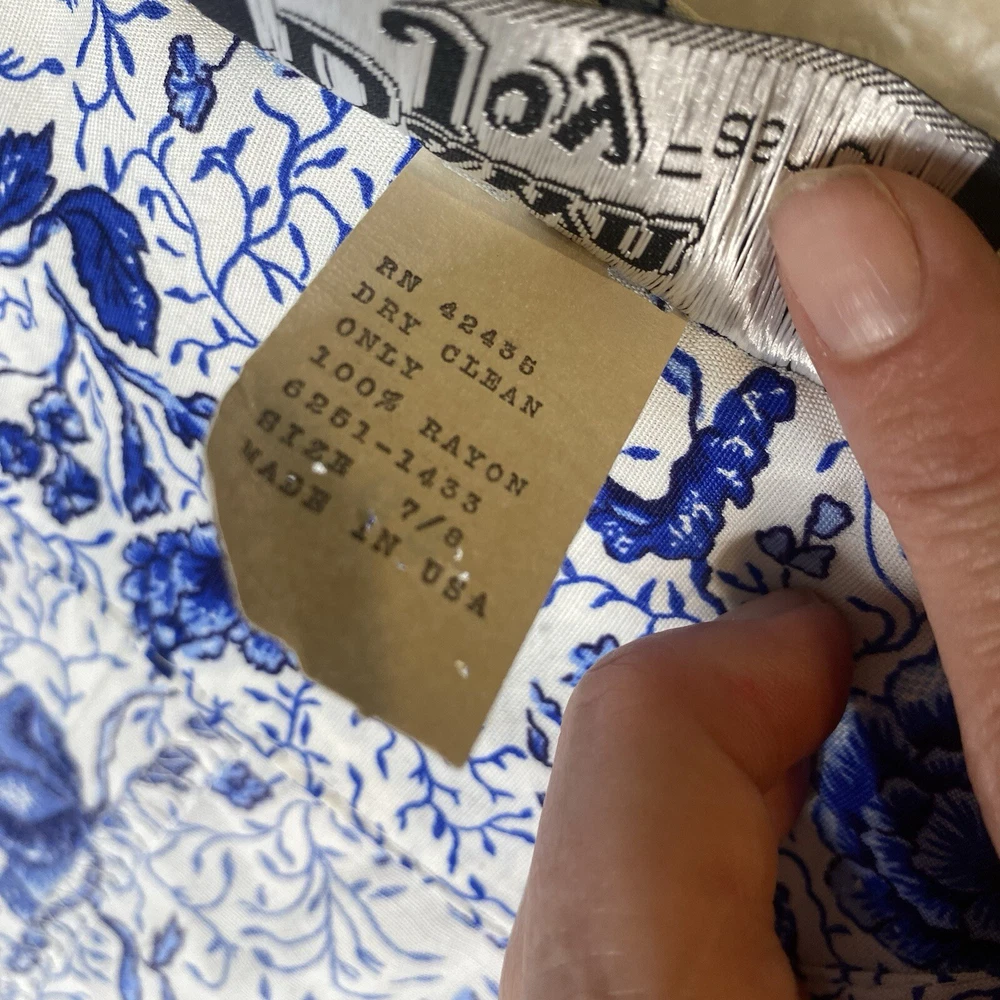 RN 42435
DRY CLEAN
ONLY
100% RAYON
6251-1433
SIZE 7/8
MADE IN USA